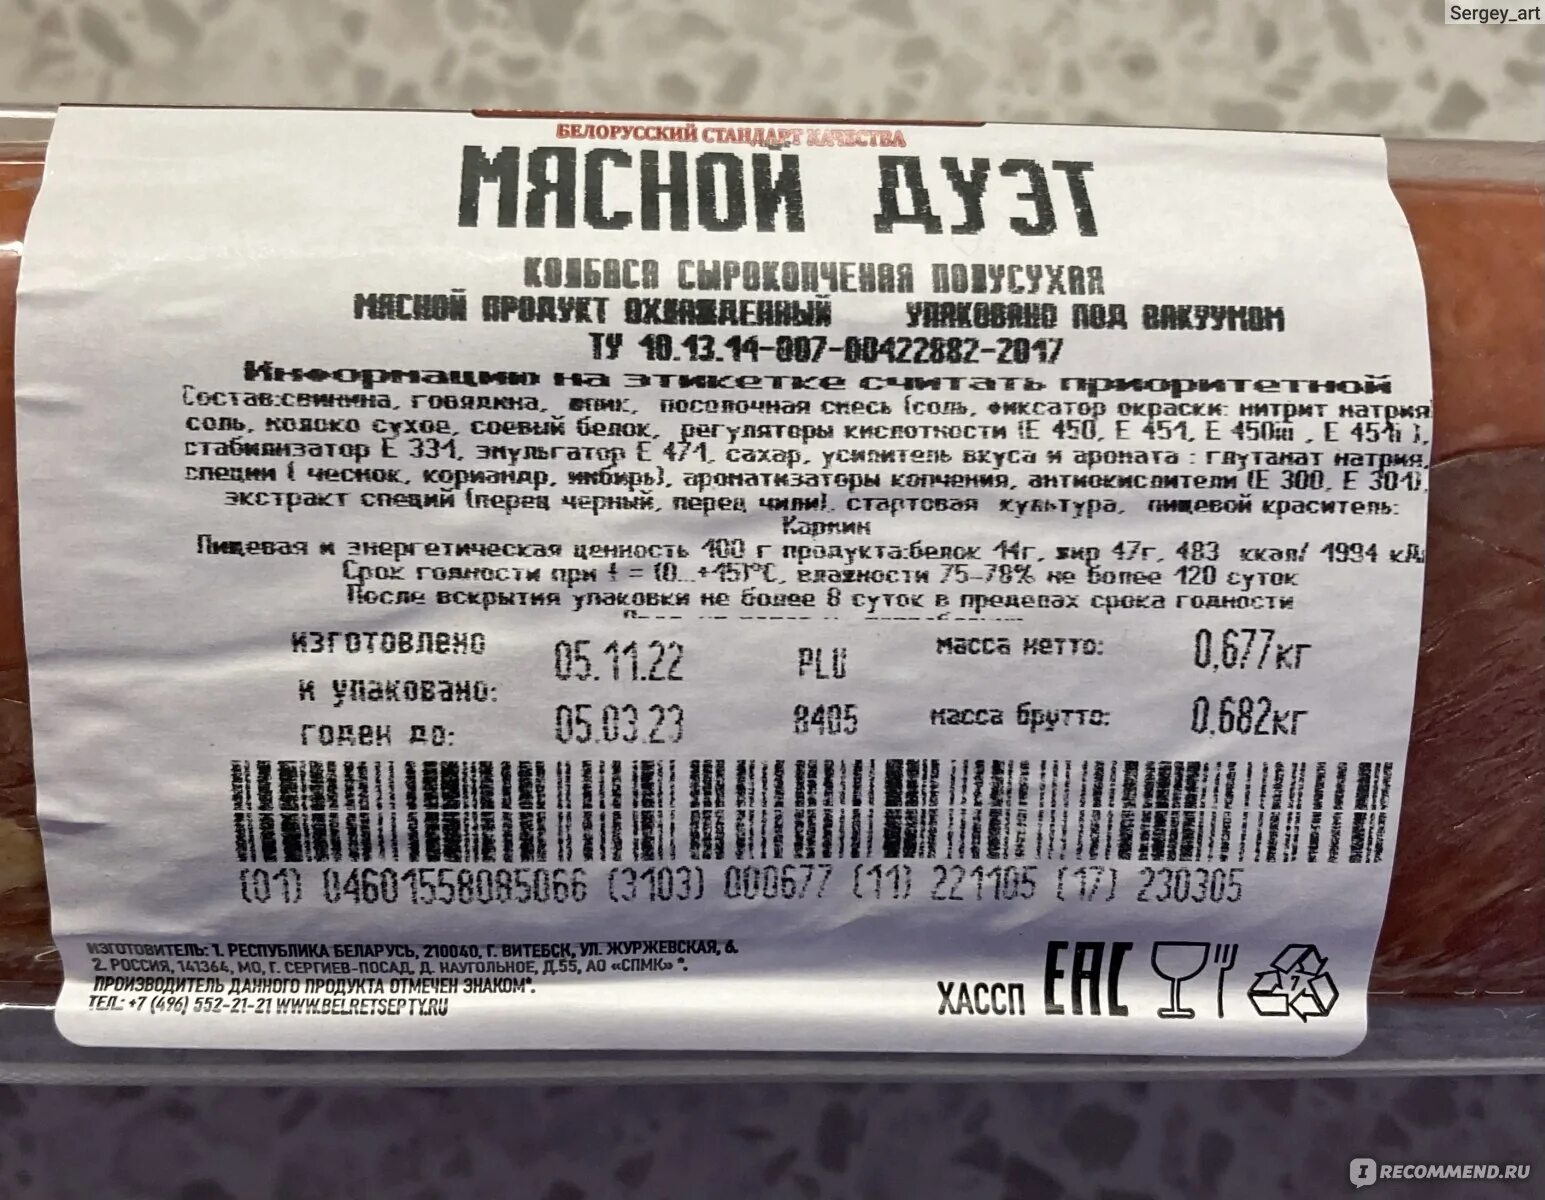 Sergey_art
БЕЛОРУССКИЙ СТАНДАРТ КАЧЕСТВА
МЯСНОЙ ДУЭТ
КОЛБАСА СЫРОКОПЧЕНАЯ ПОЛУСУХАЯ
МЯСНОЙ ПРОДУКТ ОХЛАЖДЕННЫЙ УПАКОВАНО ПОД ВАКУУМОМ
ТУ 10.13.14-007-00422882-2017
Информацию на этикетке считать приоритетной
Состав:свинина, говядина, шпик, посолочная смесь (соль, фиксатор окраски: нитрит натрия
соль, молоко сухое, соевый белок, регуляторы кислотности (Е 450, Е 451, Е 450iii , Е 451i ),
стабилизатор Е 331, эмульгатор Е 471, сахар, усилитель вкуса и аромата : глутамат натрия,
специи ( чеснок, кориандр, имбирь), ароматизаторы копчения, антиокислители (Е 300, Е 301),
экстракт специй (перец черный, перец чили). стартовая культура, пищевой краситель:
Кармин
Пищевая и энергетическая ценность 100 г продукта:белок 14г, жир 47г, 483 ккал/ 1994 кД
Срок годности при t = (0...+15)°С, влажности 75-78% не более 120 суток
После вскрытия упаковки не более 8 суток в пределах срока годности
изготовлено 05.11.22 PLU масса нетто: 0,677кг
и упаковано:
годен до: 05.03.23 8405 масса брутто: 0,682кг
(01) 04601558085066 (3103) 000677 (11) 221105 (17) 230305
ИЗГОТОВИТЕЛЬ: 1. РЕСПУБЛИКА БЕЛАРУСЬ, 210040, Г. ВИТЕБСК, УЛ. ЖУРЖЕВСКАЯ, 6.
2. РОССИЯ, 141364, МО, Г. СЕРГИЕВ-ПОСАД, Д. НАУГОЛЬНОЕ, Д.55, АО «СПМК» *.
ПРОИЗВОДИТЕЛЬ ДАННОГО ПРОДУКТА ОТМЕЧЕН ЗНАКОМ*.
ТЕЛ.: +7 (496) 552-21-21 WWW.BELRETSEPTY.RU
ХАССП ЕАС 7
IRECOMMEND.RU